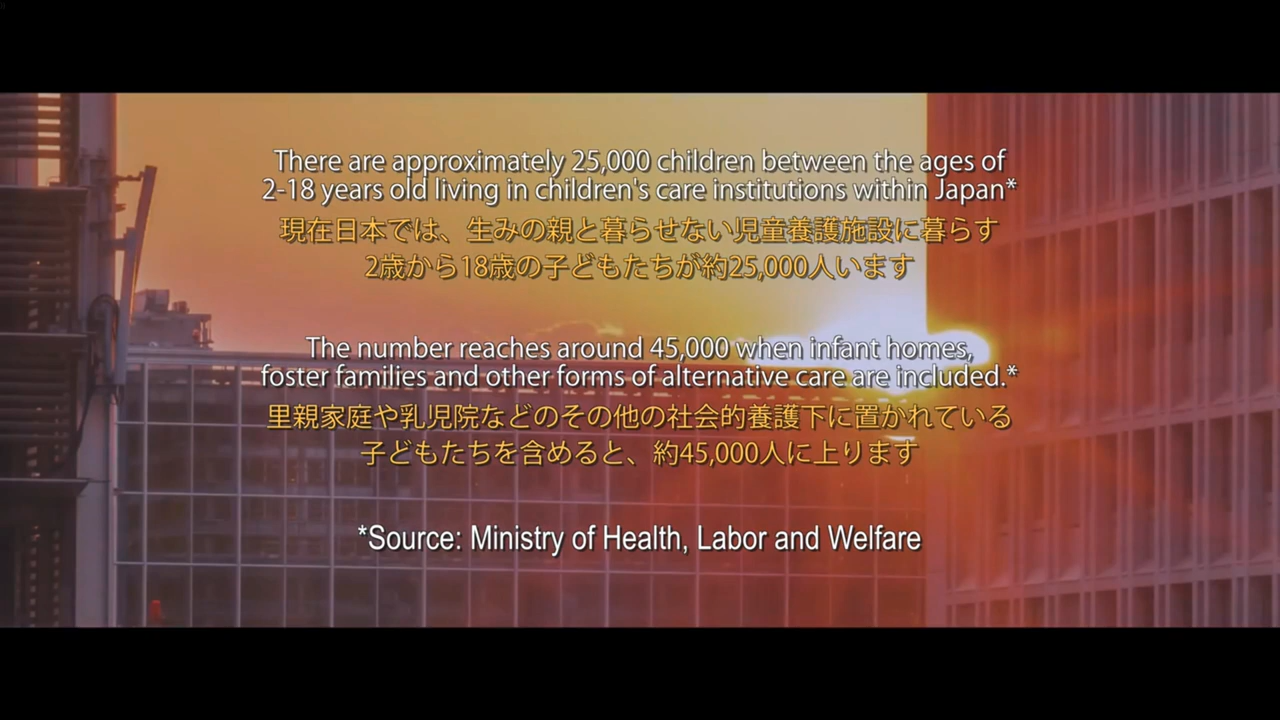 There are approximately 25,000 children between the ages of
2-18 years old living in children's care institutions within Japan*
現在日本では、生みの親と暮らせない児童養護施設に暮らす
2歳から18歳の子どもたちが約25,000人います
The number reaches around 45,000 when infant homes,
foster families and other forms of alternative care are included.*
里親家庭や乳児院などのその他の社会的養護下に置かれている
子どもたちを含めると、約45,000人に上ります
*Source: Ministry of Health, Labor and Welfare